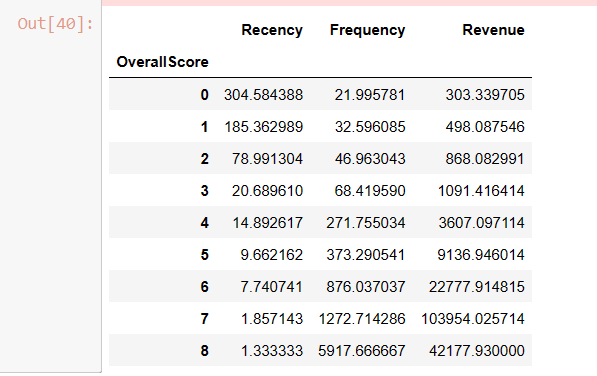 Out[40]:
Recency Frequency Revenue
OverallScore
0 304.584388 21.995781 303.339705
1 185.362989 32.596085 498.087546
2 78.991304 46.963043 868.082991
3 20.689610 68.419590 1091.416414
4 14.892617 271.755034 3607.097114
5 9.662162 373.290541 9136.946014
6 7.740741 876.037037 22777.914815
7 1.857143 1272.714286 103954.025714
8 1.333333 5917.666667 42177.930000